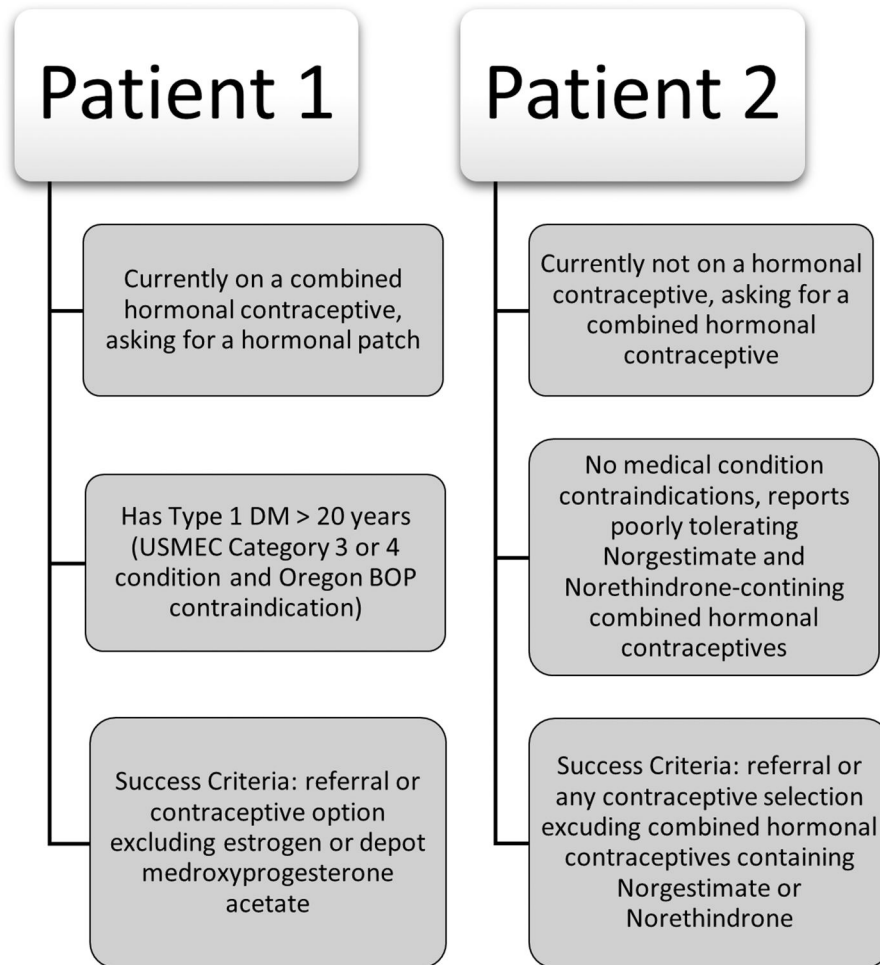 Patient 1
Currently on a combined
hormonal contraceptive,
asking for a hormonal patch
Has Type 1 DM > 20 years
(USMEC Category 3 or 4
condition and Oregon BOP
contraindication)
Success Criteria: referral or
contraceptive option
excluding estrogen or depot
medroxyprogesterone
acetate
Patient 2
Currently not on a hormonal
contraceptive, asking for a
combined hormonal
contraceptive
No medical condition
contraindications, reports
poorly tolerating
Norgestimate and
Norethindrone-contining
combined hormonal
contraceptives
Success Criteria: referral or
any contraceptive selection
excuding combined hormonal
contraceptives containing
Norgestimate or
Norethindrone